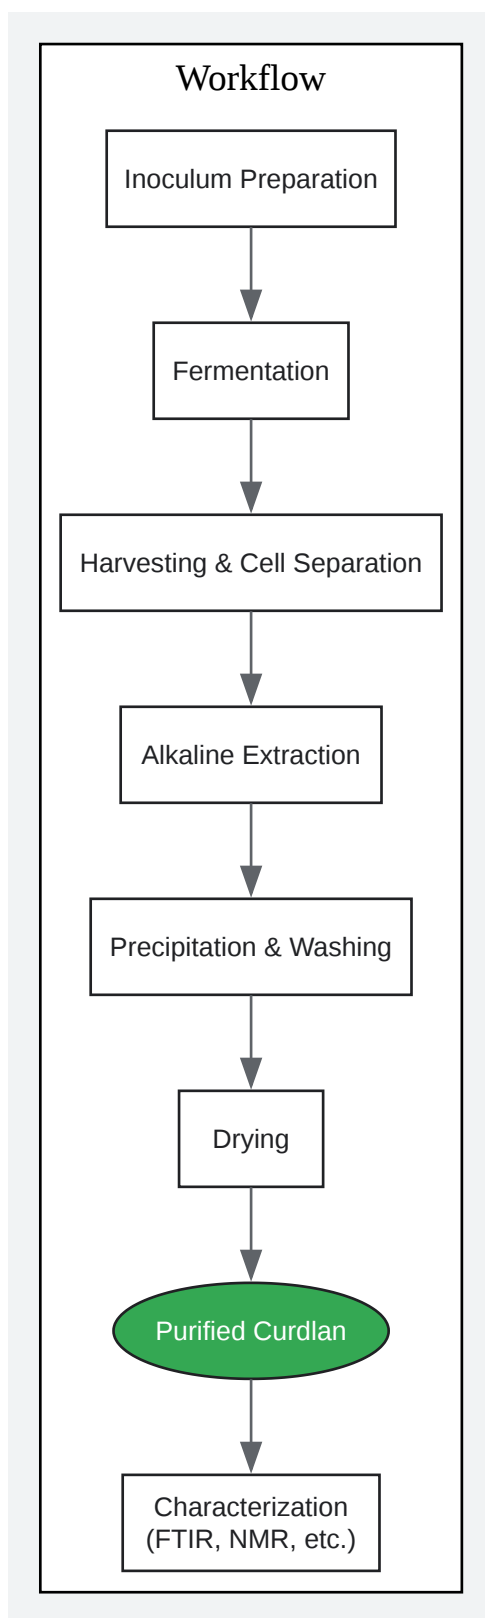 Workflow
Inoculum Preparation
Fermentation
Harvesting & Cell Separation
Alkaline Extraction
Precipitation & Washing
Drying
Purified Curdlan
Characterization
(FTIR, NMR, etc.)